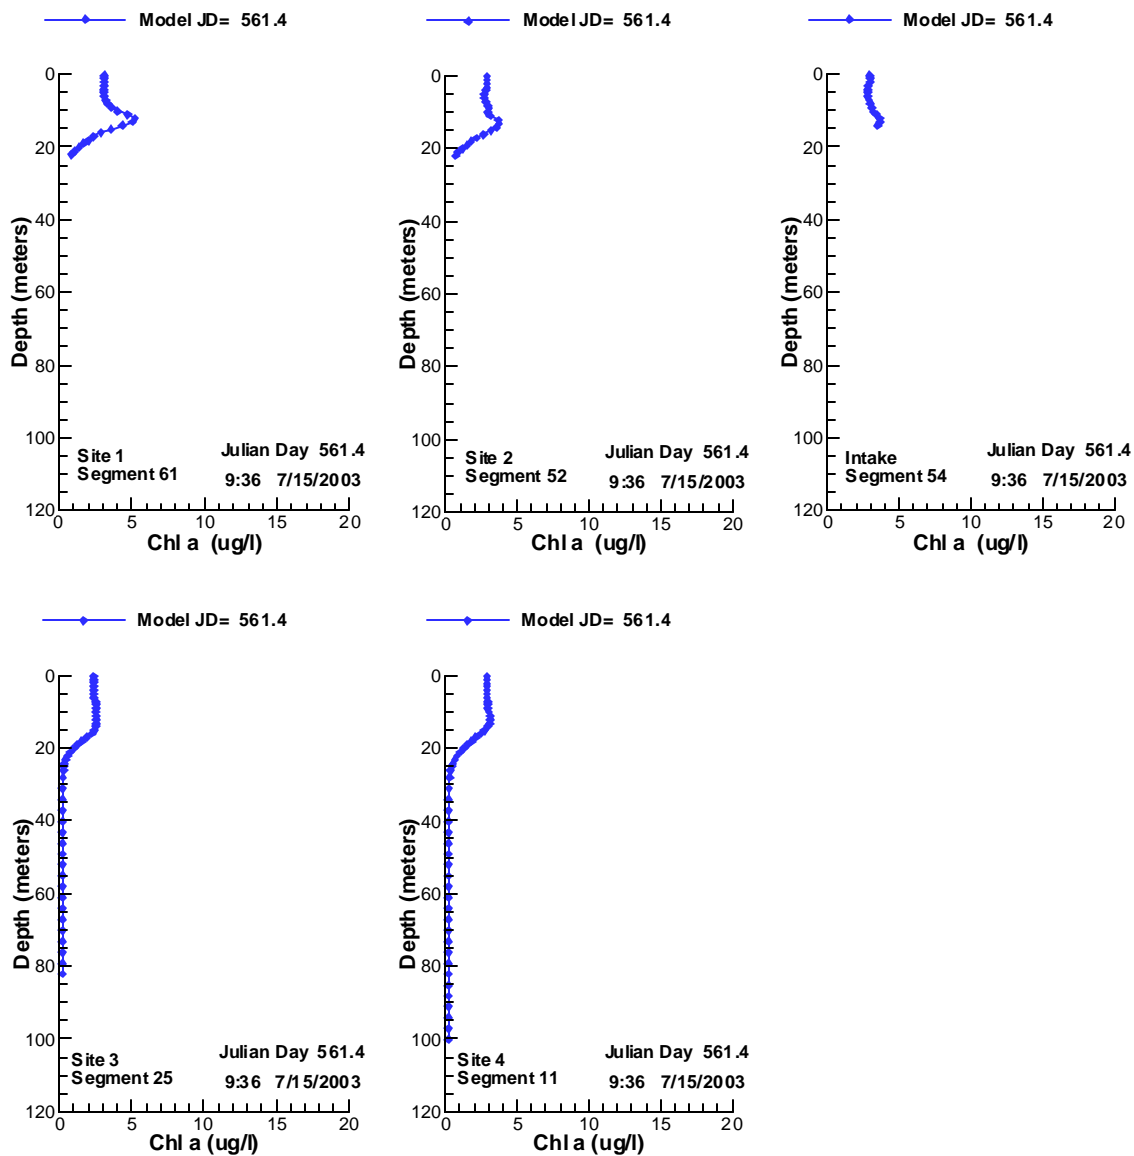 Model JD= 561.4
0
20
40
60
80
100
120
Depth (meters)
Site 1
Segment 61
Julian Day 561.4
9:36 7/15/2003
0 5 10 15 20
Chl a (ug/l)
Model JD= 561.4
0
20
40
60
80
100
120
Depth (meters)
Site 2
Segment 52
Julian Day 561.4
9:36 7/15/2003
0 5 10 15 20
Chl a (ug/l)
Model JD= 561.4
0
20
40
60
80
100
120
Depth (meters)
Intake
Segment 54
Julian Day 561.4
9:36 7/15/2003
0 5 10 15 20
Chl a (ug/l)
Model JD= 561.4
0
20
40
60
80
100
120
Depth (meters)
Site 3
Segment 25
Julian Day 561.4
9:36 7/15/2003
0 5 10 15 20
Chl a (ug/l)
Model JD= 561.4
0
20
40
60
80
100
120
Depth (meters)
Site 4
Segment 11
Julian Day 561.4
9:36 7/15/2003
0 5 10 15 20
Chl a (ug/l)